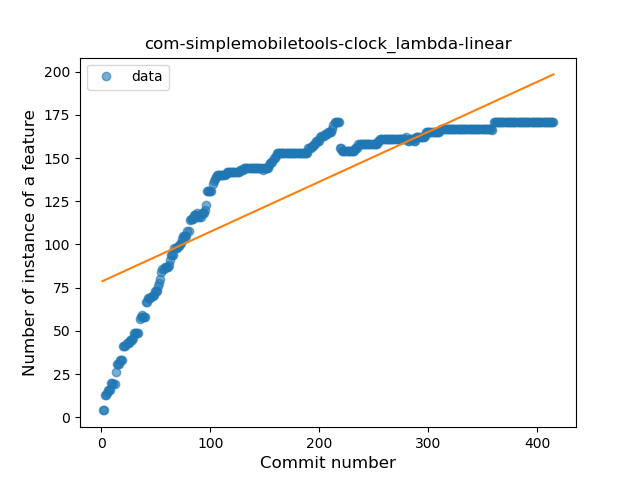 com-simplemobiletools-clock_lambda-linear
data
Number of instance of a feature
200
175
150
125
100
75
50
25
0
0 100 200 300 400
Commit number